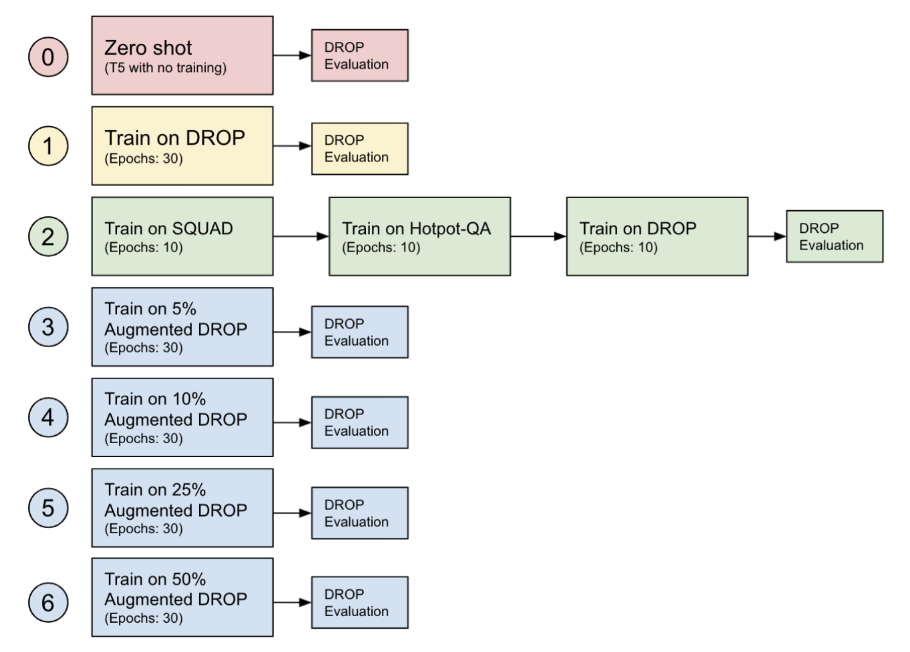 0
Zero shot
(T5 with no training)
DROP
Evaluation
1
Train on DROP
(Epochs: 30)
DROP
Evaluation
2
Train on SQUAD
(Epochs: 10)
Train on Hotpot-QA
(Epochs: 10)
Train on DROP
(Epochs: 10)
DROP
Evaluation
3
Train on 5%
Augmented DROP
(Epochs: 30)
DROP
Evaluation
4
Train on 10%
Augmented DROP
(Epochs: 30)
DROP
Evaluation
5
Train on 25%
Augmented DROP
(Epochs: 30)
DROP
Evaluation
6
Train on 50%
Augmented DROP
(Epochs: 30)
DROP
Evaluation